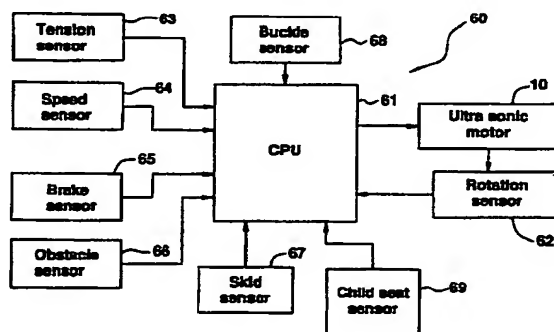 Tension
sensor
63
Buckle
sensor
68
60
Speed
sensor
64
61
10
CPU
Ultra sonic
motor
Brake
sensor
65
Rotation
sensor
62
Obstacle
sensor
66
Skid
sensor
67
Child seat
sensor
69